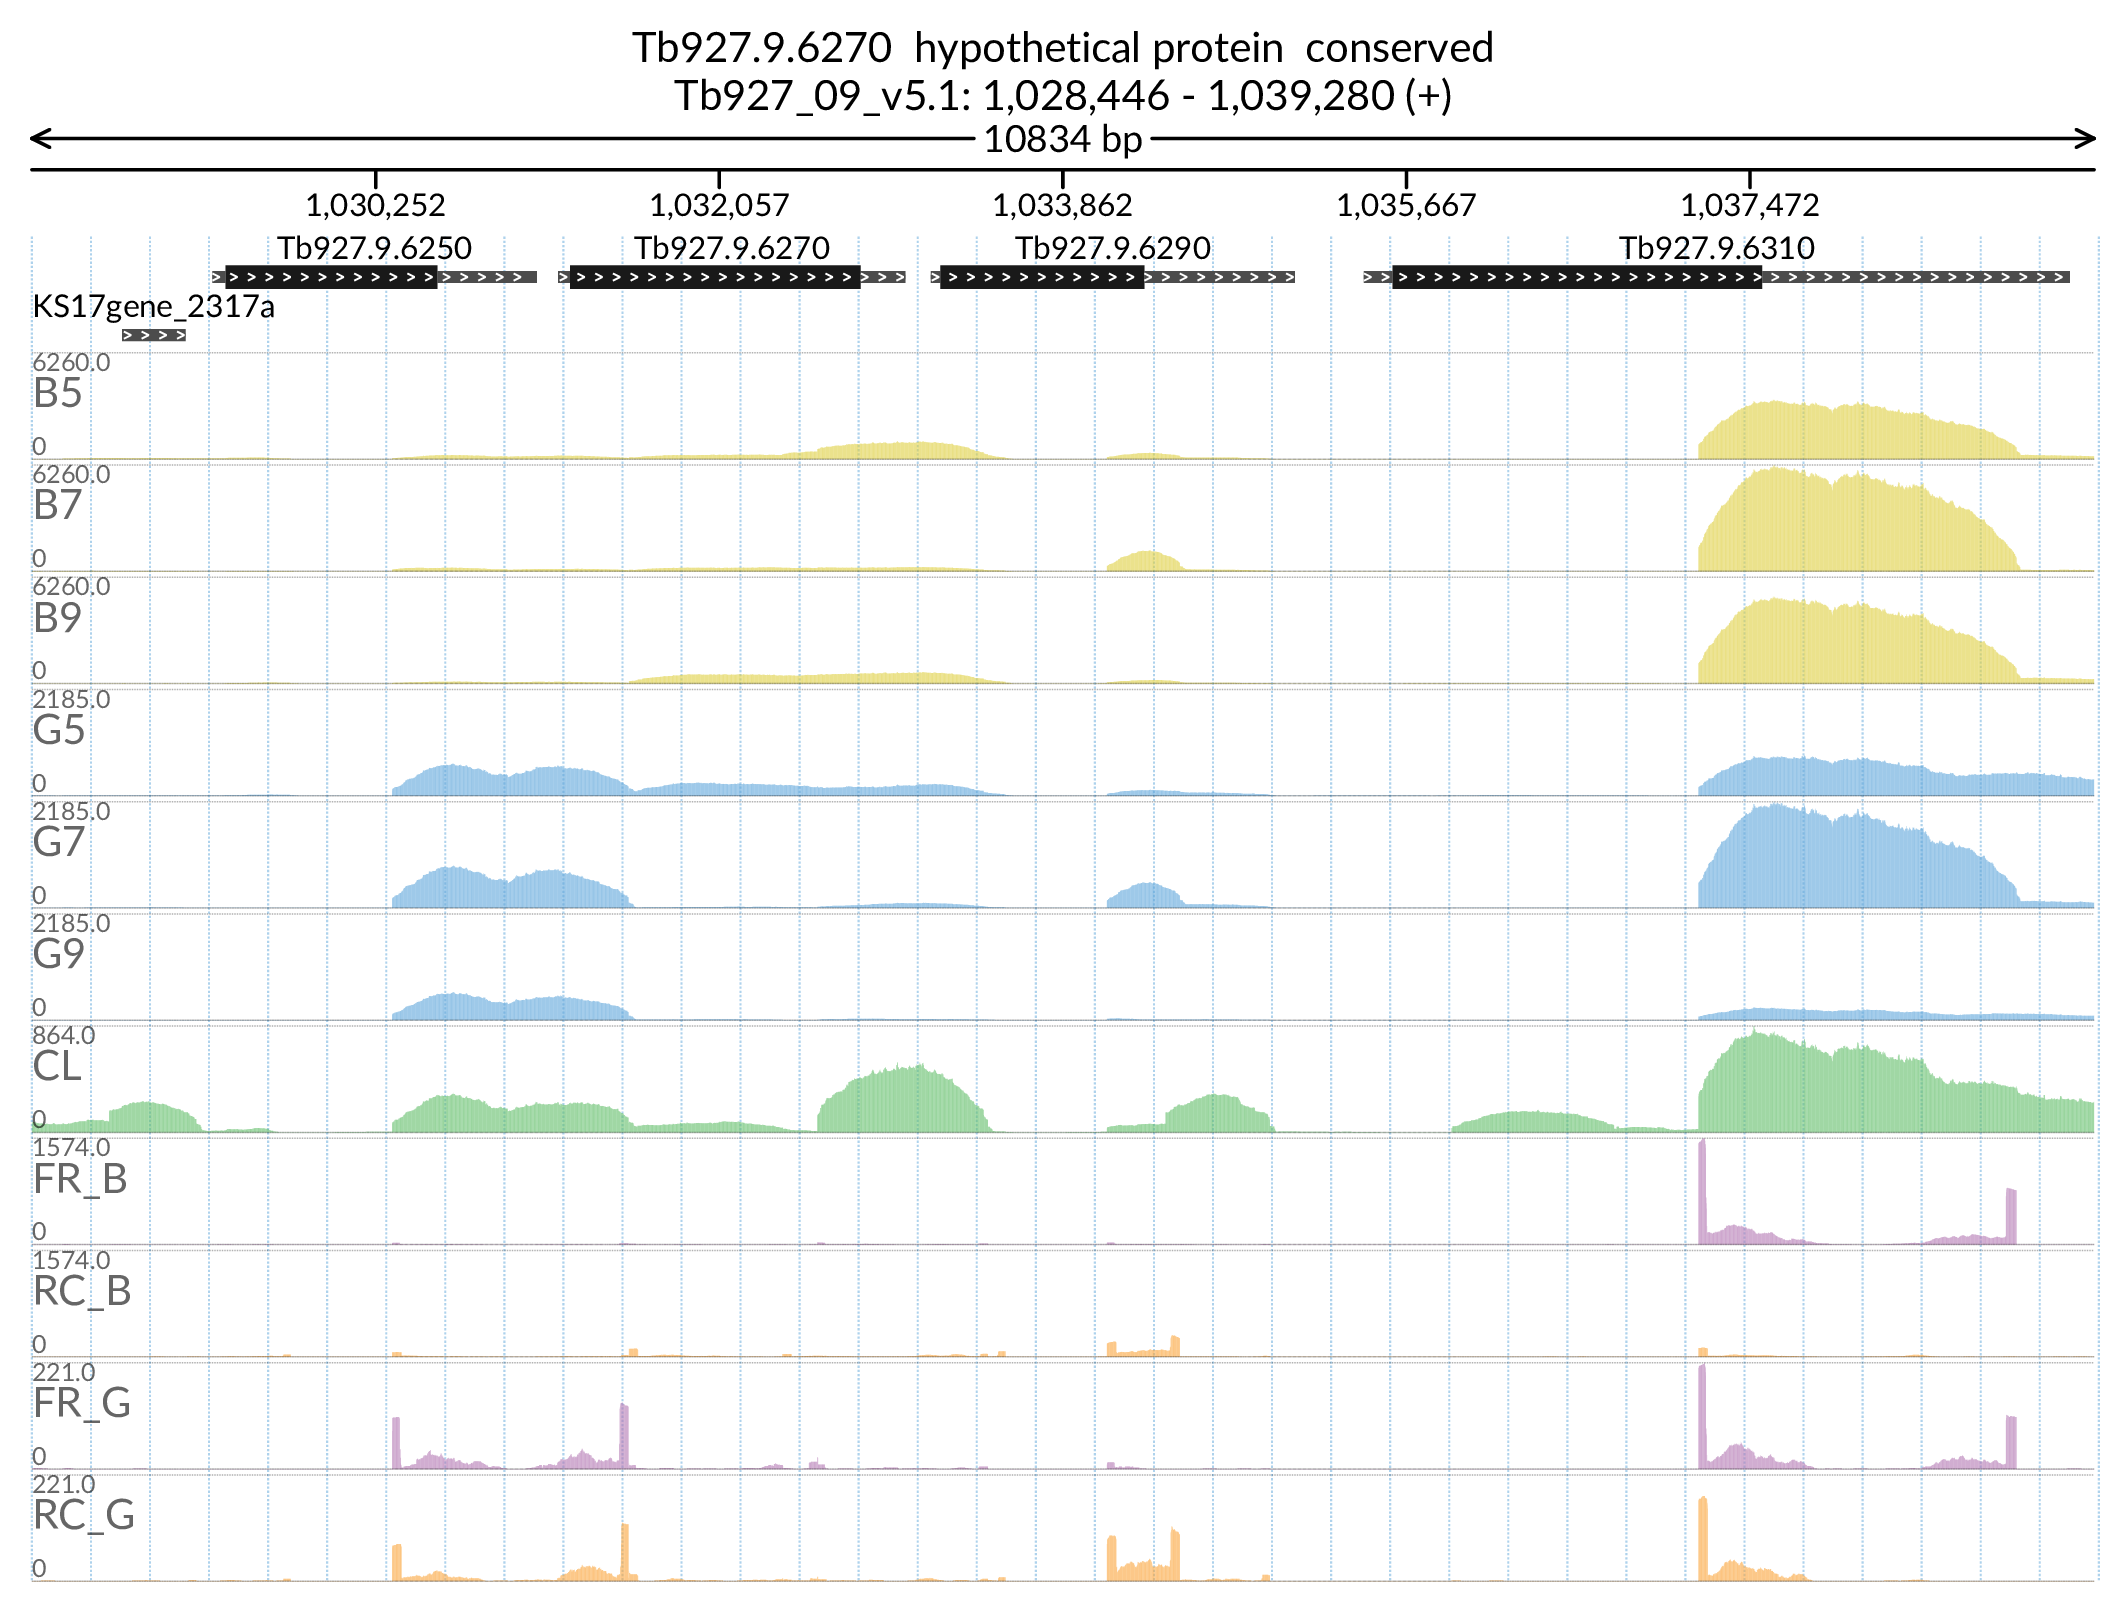 Tb927.9.6270 hypothetical protein conserved
Tb927_09_v5.1: 1,028,446 - 1,039,280 (+)
10834 bp
1,030,252 1,032,057 1,033,862 1,035,667 1,037,472
Tb927.9.6250 Tb927.9.6270 Tb927.9.6290 Tb927.9.6310
KS17gene_2317a
6260.0
B5
0
6260.0
B7
0
6260.0
B9
0
2185.0
G5
0
2185.0
G7
0
2185.0
G9
0
864.0
CL
0
1574.0
FR_B
0
1574.0
RC_B
0
221.0
FR_G
0
221.0
RC_G
0